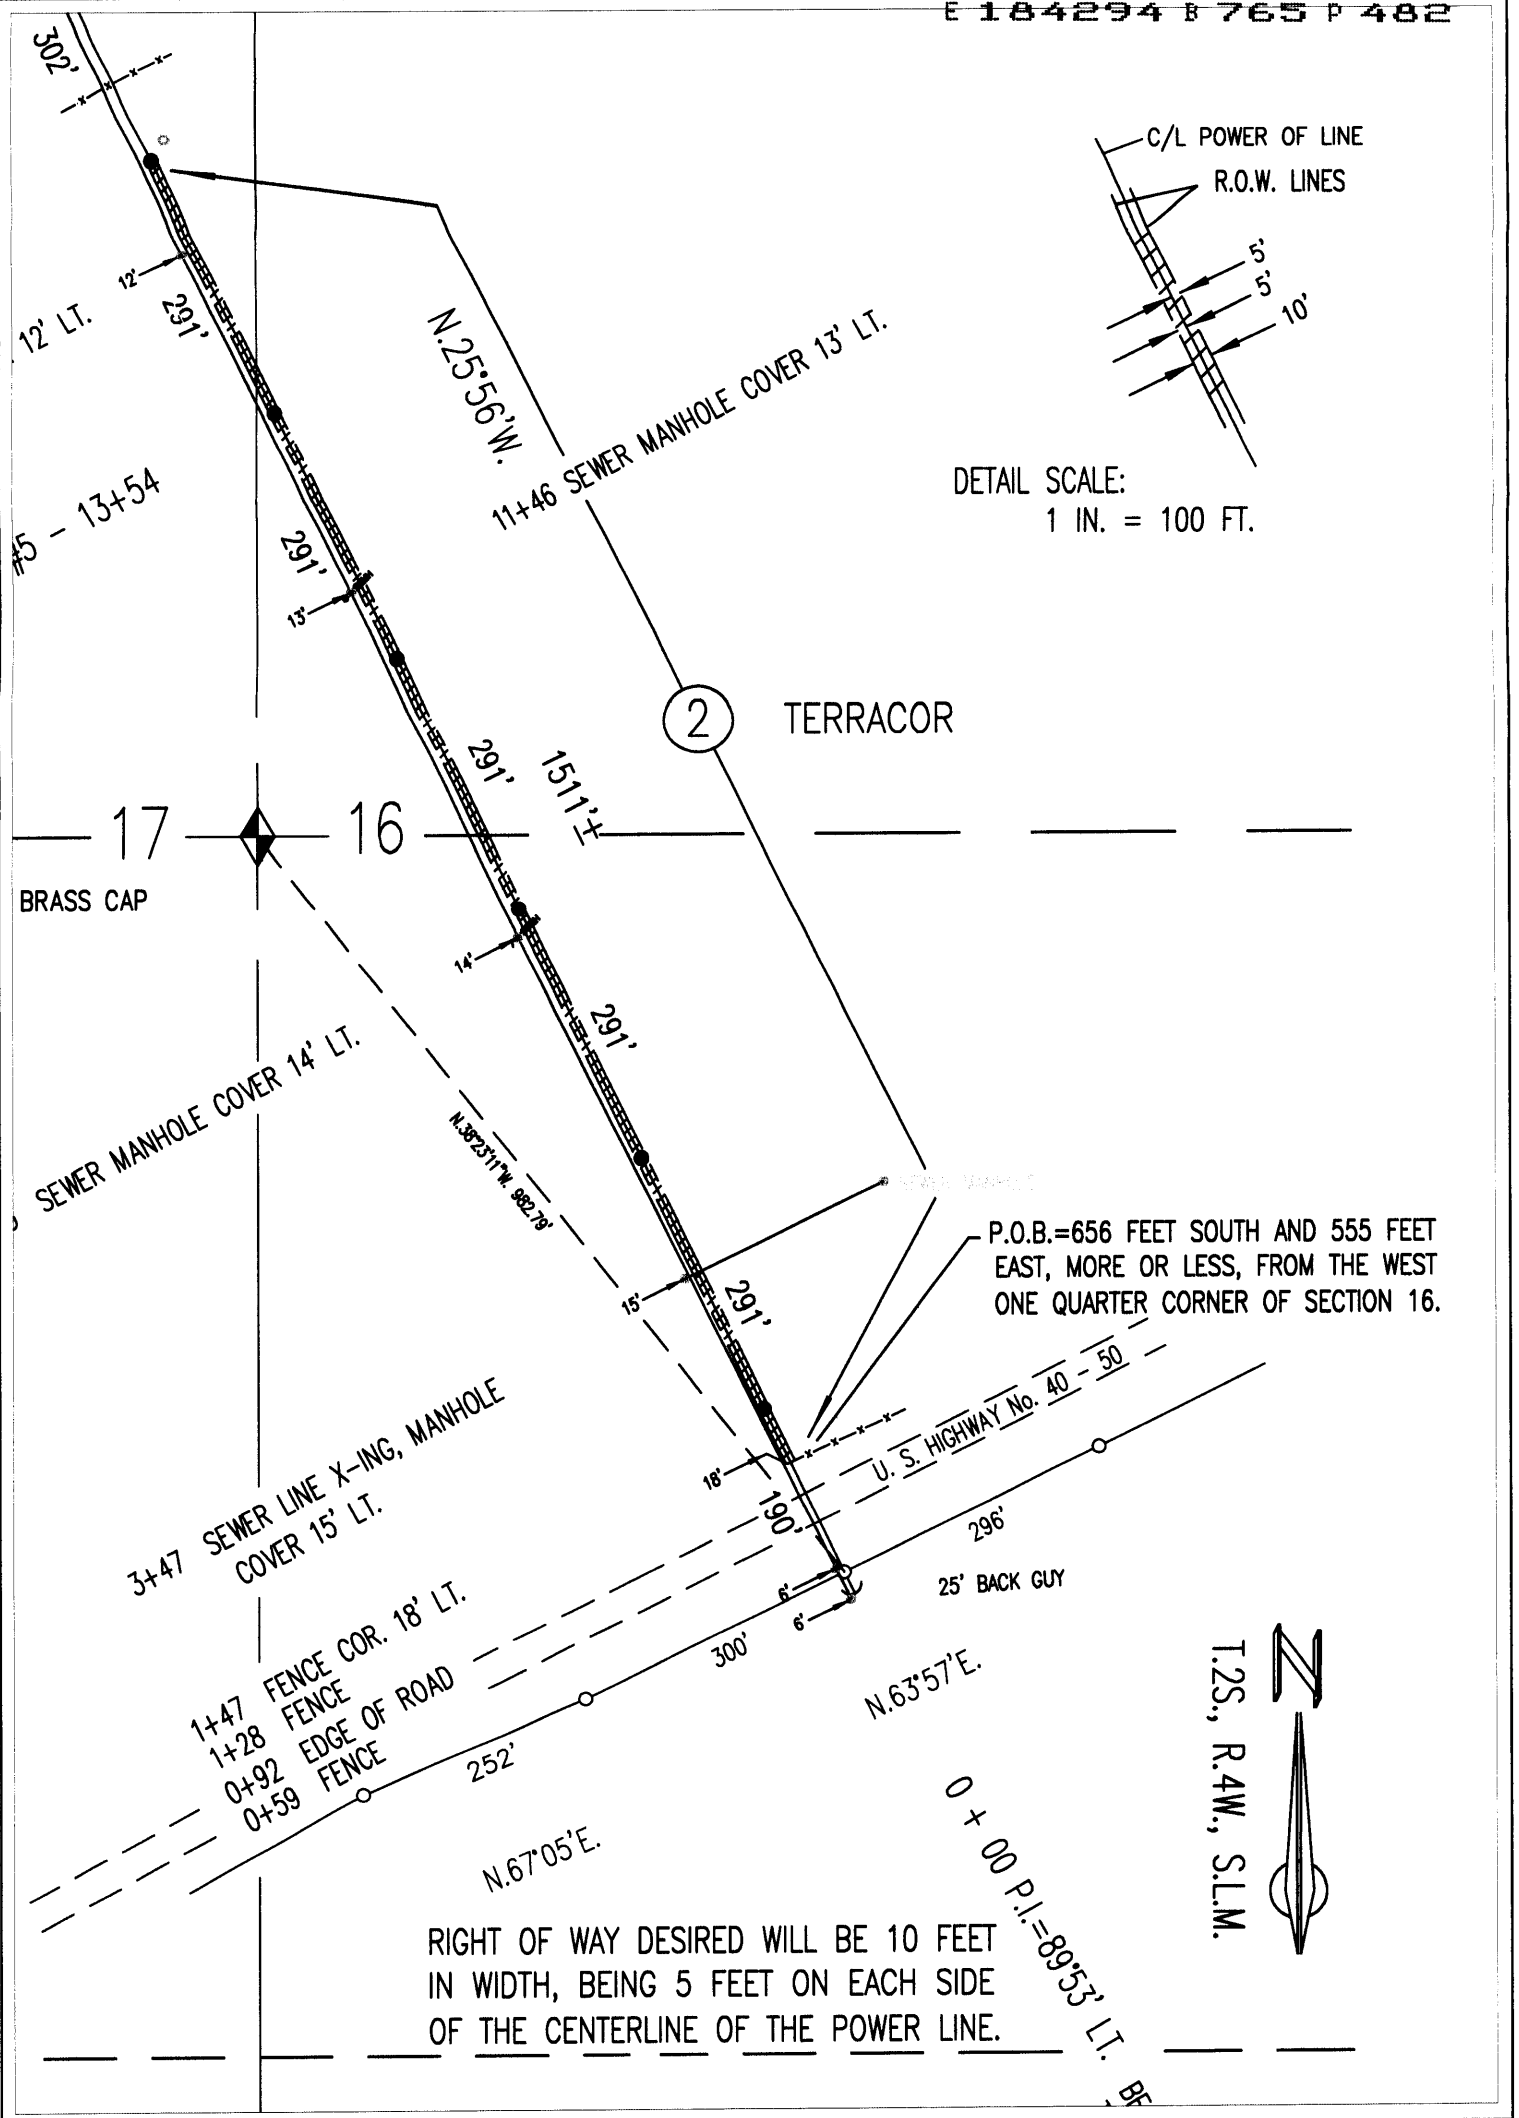 E 184294 B 765 P 482
302'
C/L POWER OF LINE
R.O.W. LINES
5'
5'
10'
12'
291'
12' LT.
N.25°56'W.
11+46 SEWER MANHOLE COVER 13' LT.
DETAIL SCALE:
1 IN. = 100 FT.
#5 - 13+54
291'
13'
2
TERRACOR
291'
1511'±
17
16
BRASS CAP
14'
291'
SEWER MANHOLE COVER 14' LT.
N.38°23'11"W. 982.79'
SEWER MANHOLE
P.O.B.=656 FEET SOUTH AND 555 FEET
EAST, MORE OR LESS, FROM THE WEST
ONE QUARTER CORNER OF SECTION 16.
15'
291'
U. S. HIGHWAY No. 40 - 50
3+47 SEWER LINE X-ING, MANHOLE
COVER 15' LT.
18'
190'
296'
6'
6'
25' BACK GUY
1+47 FENCE COR. 18' LT.
1+28 FENCE
0+92 EDGE OF ROAD
0+59 FENCE
300'
252'
N.63°57'E.
N.67°05'E.
N
T.2S., R.4W., S.L.M.
0 + 00 P.I.=89°53' LT.
RIGHT OF WAY DESIRED WILL BE 10 FEET
IN WIDTH, BEING 5 FEET ON EACH SIDE
OF THE CENTERLINE OF THE POWER LINE.